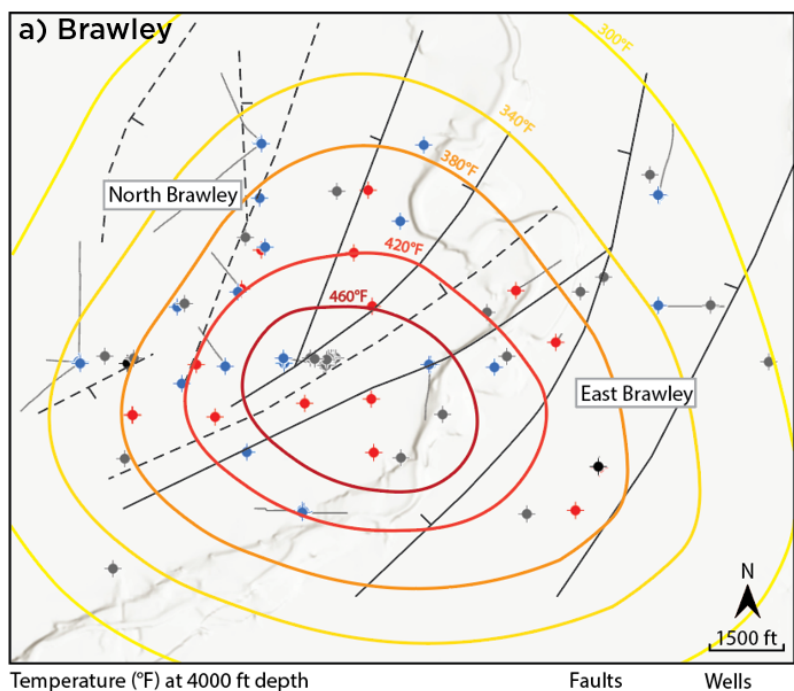 a) Brawley
300°F
340°F
380°F
North Brawley
420°F
460°F
East Brawley
N
1500 ft
Temperature (°F) at 4000 ft depth
Faults
Wells